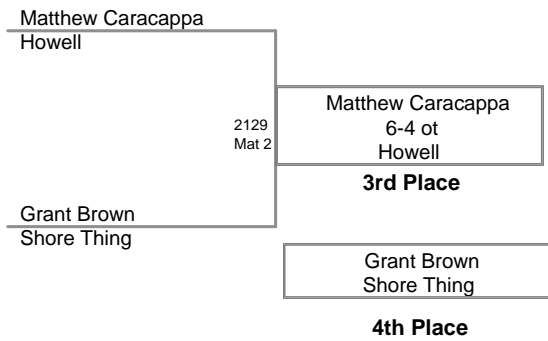 Matthew Caracappa
Howell
2129
Mat 2
Matthew Caracappa
6-4 ot
Howell
3rd Place
Grant Brown
Shore Thing
Grant Brown
Shore Thing
4th Place